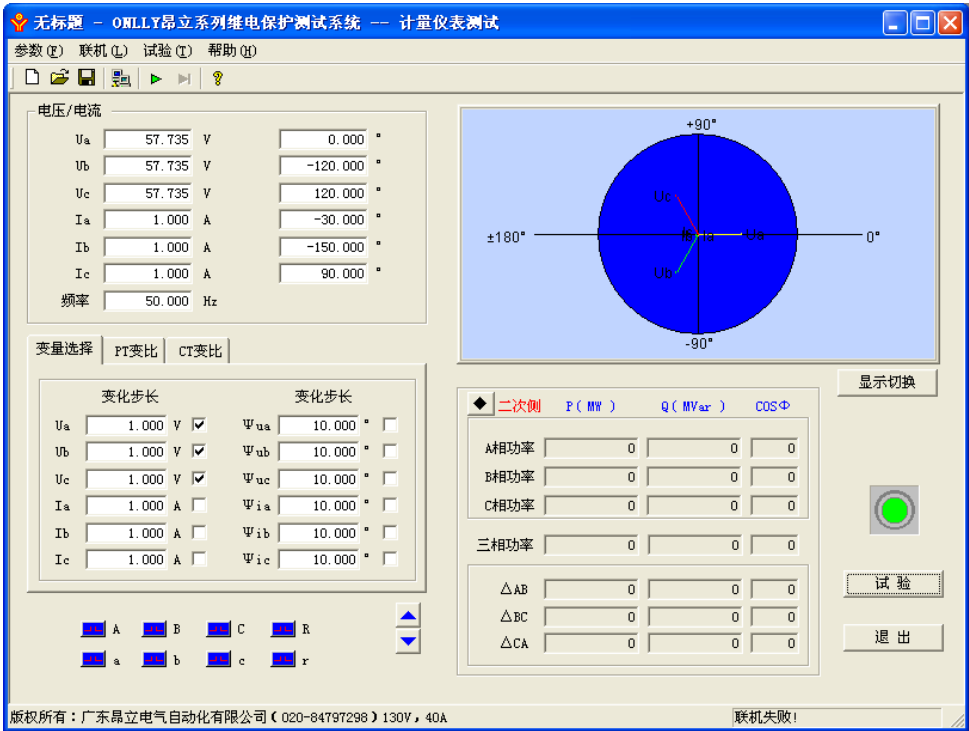 无标题 - ONLLY昂立系列继电保护测试系统 -- 计量仪表测试
参数(F) 联机(L) 试验(T) 帮助(H)
电压/电流
Ua 57.735 V 0.000 °
Ub 57.735 V -120.000 °
Uc 57.735 V 120.000 °
Ia 1.000 A -30.000 °
Ib 1.000 A -150.000 °
Ic 1.000 A 90.000 °
频率 50.000 Hz
+90°
Uc
±180° Ib Ia Ua 0°
Ub
-90°
显示切换
变量选择 PT变比 CT变比
变化步长 变化步长
Ua 1.000 V Ψua 10.000 °
Ub 1.000 V Ψub 10.000 °
Uc 1.000 V Ψuc 10.000 °
Ia 1.000 A Ψia 10.000 °
Ib 1.000 A Ψib 10.000 °
Ic 1.000 A Ψic 10.000 °
◆ 二次侧 P( MW ) Q( MVar ) COSΦ
A相功率 0 0 0
B相功率 0 0 0
C相功率 0 0 0
三相功率 0 0 0
△AB 0 0 0
△BC 0 0 0
△CA 0 0 0
试 验
退 出
A B C R
a b c r
版权所有：广东昂立电气自动化有限公司(020-84797298)130V，40A
联机失败!